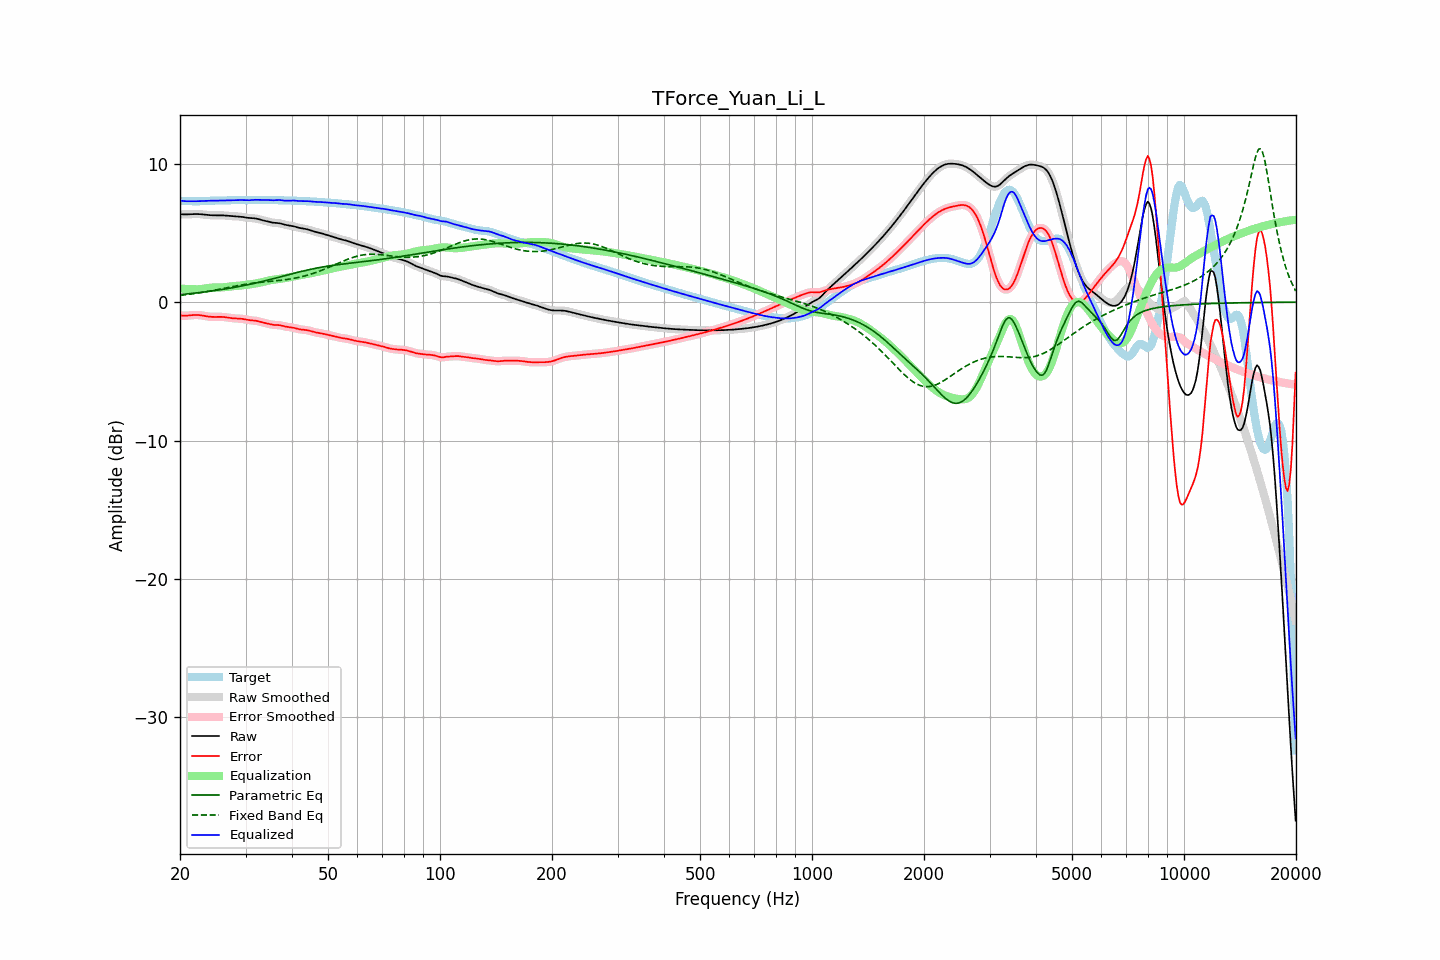 TForce_Yuan_Li_L
Amplitude (dBr)
10
0
−10
−20
−30
Target
Raw Smoothed
Error Smoothed
Raw
Error
Equalization
Parametric Eq
Fixed Band Eq
Equalized
20 50 100 200 500 1000 2000 5000 10000 20000
Frequency (Hz)